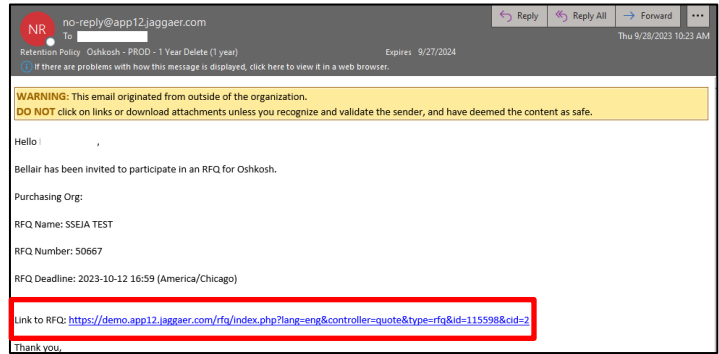 NR
no-reply@app12.jaggaer.com
To
Reply
Reply All
Forward
Thu 9/28/2023 10:23 AM
Retention Policy Oshkosh - PROD - 1 Year Delete (1 year)
Expires 9/27/2024
If there are problems with how this message is displayed, click here to view it in a web browser.
WARNING: This email originated from outside of the organization.
DO NOT click on links or download attachments unless you recognize and validate the sender, and have deemed the content as safe.
Hello ,
Bellair has been invited to participate in an RFQ for Oshkosh.
Purchasing Org:
RFQ Name: SSEJA TEST
RFQ Number: 50667
RFQ Deadline: 2023-10-12 16:59 (America/Chicago)
Link to RFQ: https://demo.app12.jaggaer.com/rfq/index.php?lang=eng&controller=quote&type=rfq&id=115598&cid=2
Thank you,